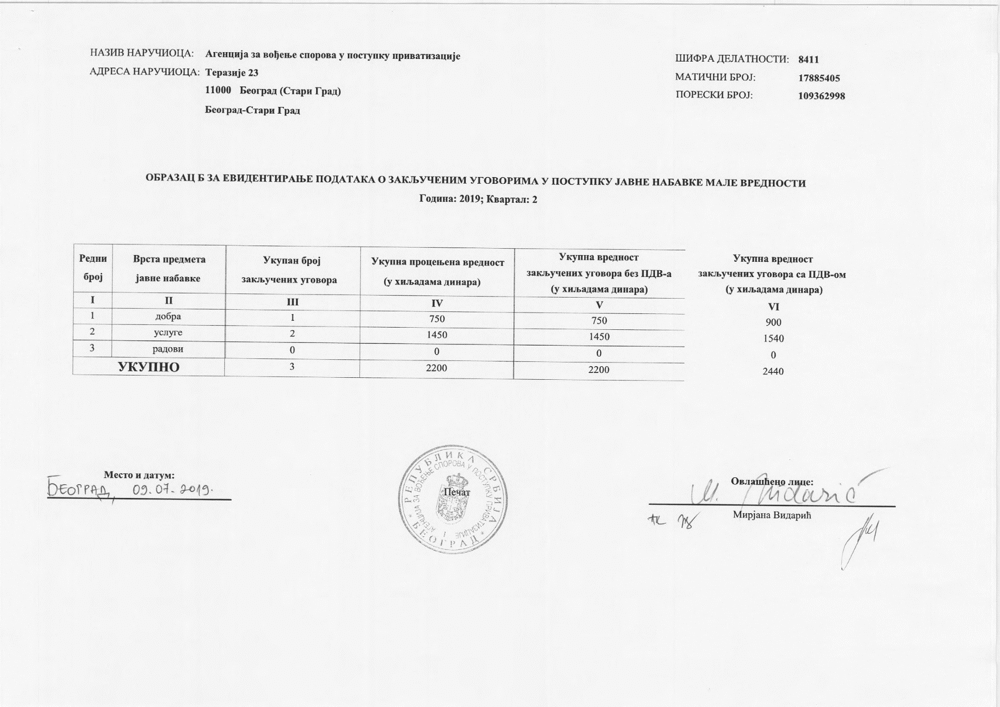 НАЗИВ НАРУЧИОЦА: Агенција за вођење спорова у поступку приватизације
АДРЕСА НАРУЧИОЦА: Теразије 23
11000 Београд (Стари Град)
Београд-Стари Град
ШИФРА ДЕЛАТНОСТИ: 8411
МАТИЧНИ БРОЈ: 17885405
ПОРЕСКИ БРОЈ: 109362998
ОБРАЗАЦ Б ЗА ЕВИДЕНТИРАЊЕ ПОДАТАКА О ЗАКЉУЧЕНИМ УГОВОРИМА У ПОСТУПКУ ЈАВНЕ НАБАВКЕ МАЛЕ ВРЕДНОСТИ
Година: 2019; Квартал: 2
Редни број Врста предмета јавне набавке Укупан број закључених уговора Укупна процењена вредност (у хиљадама динара) Укупна вредност закључених уговора без ПДВ-а (у хиљадама динара) Укупна вредност закључених уговора са ПДВ-ом (у хиљадама динара)
I II III IV V VI
1 добра 1 750 750 900
2 услуге 2 1450 1450 1540
3 радови 0 0 0 0
УКУПНО 3 2200 2200 2440
Место и датум:
БЕОГРАД, 09.07.2019.
РЕПУБЛИКА СРБИЈА
АГЕНЦИЈА ЗА ВОЂЕЊЕ СПОРОВА У ПОСТУПКУ ПРИВАТИЗАЦИЈЕ
Печат
I
* БЕОГРАД *
Овлашћено лице:
M. Vidarić
Мирјана Видарић